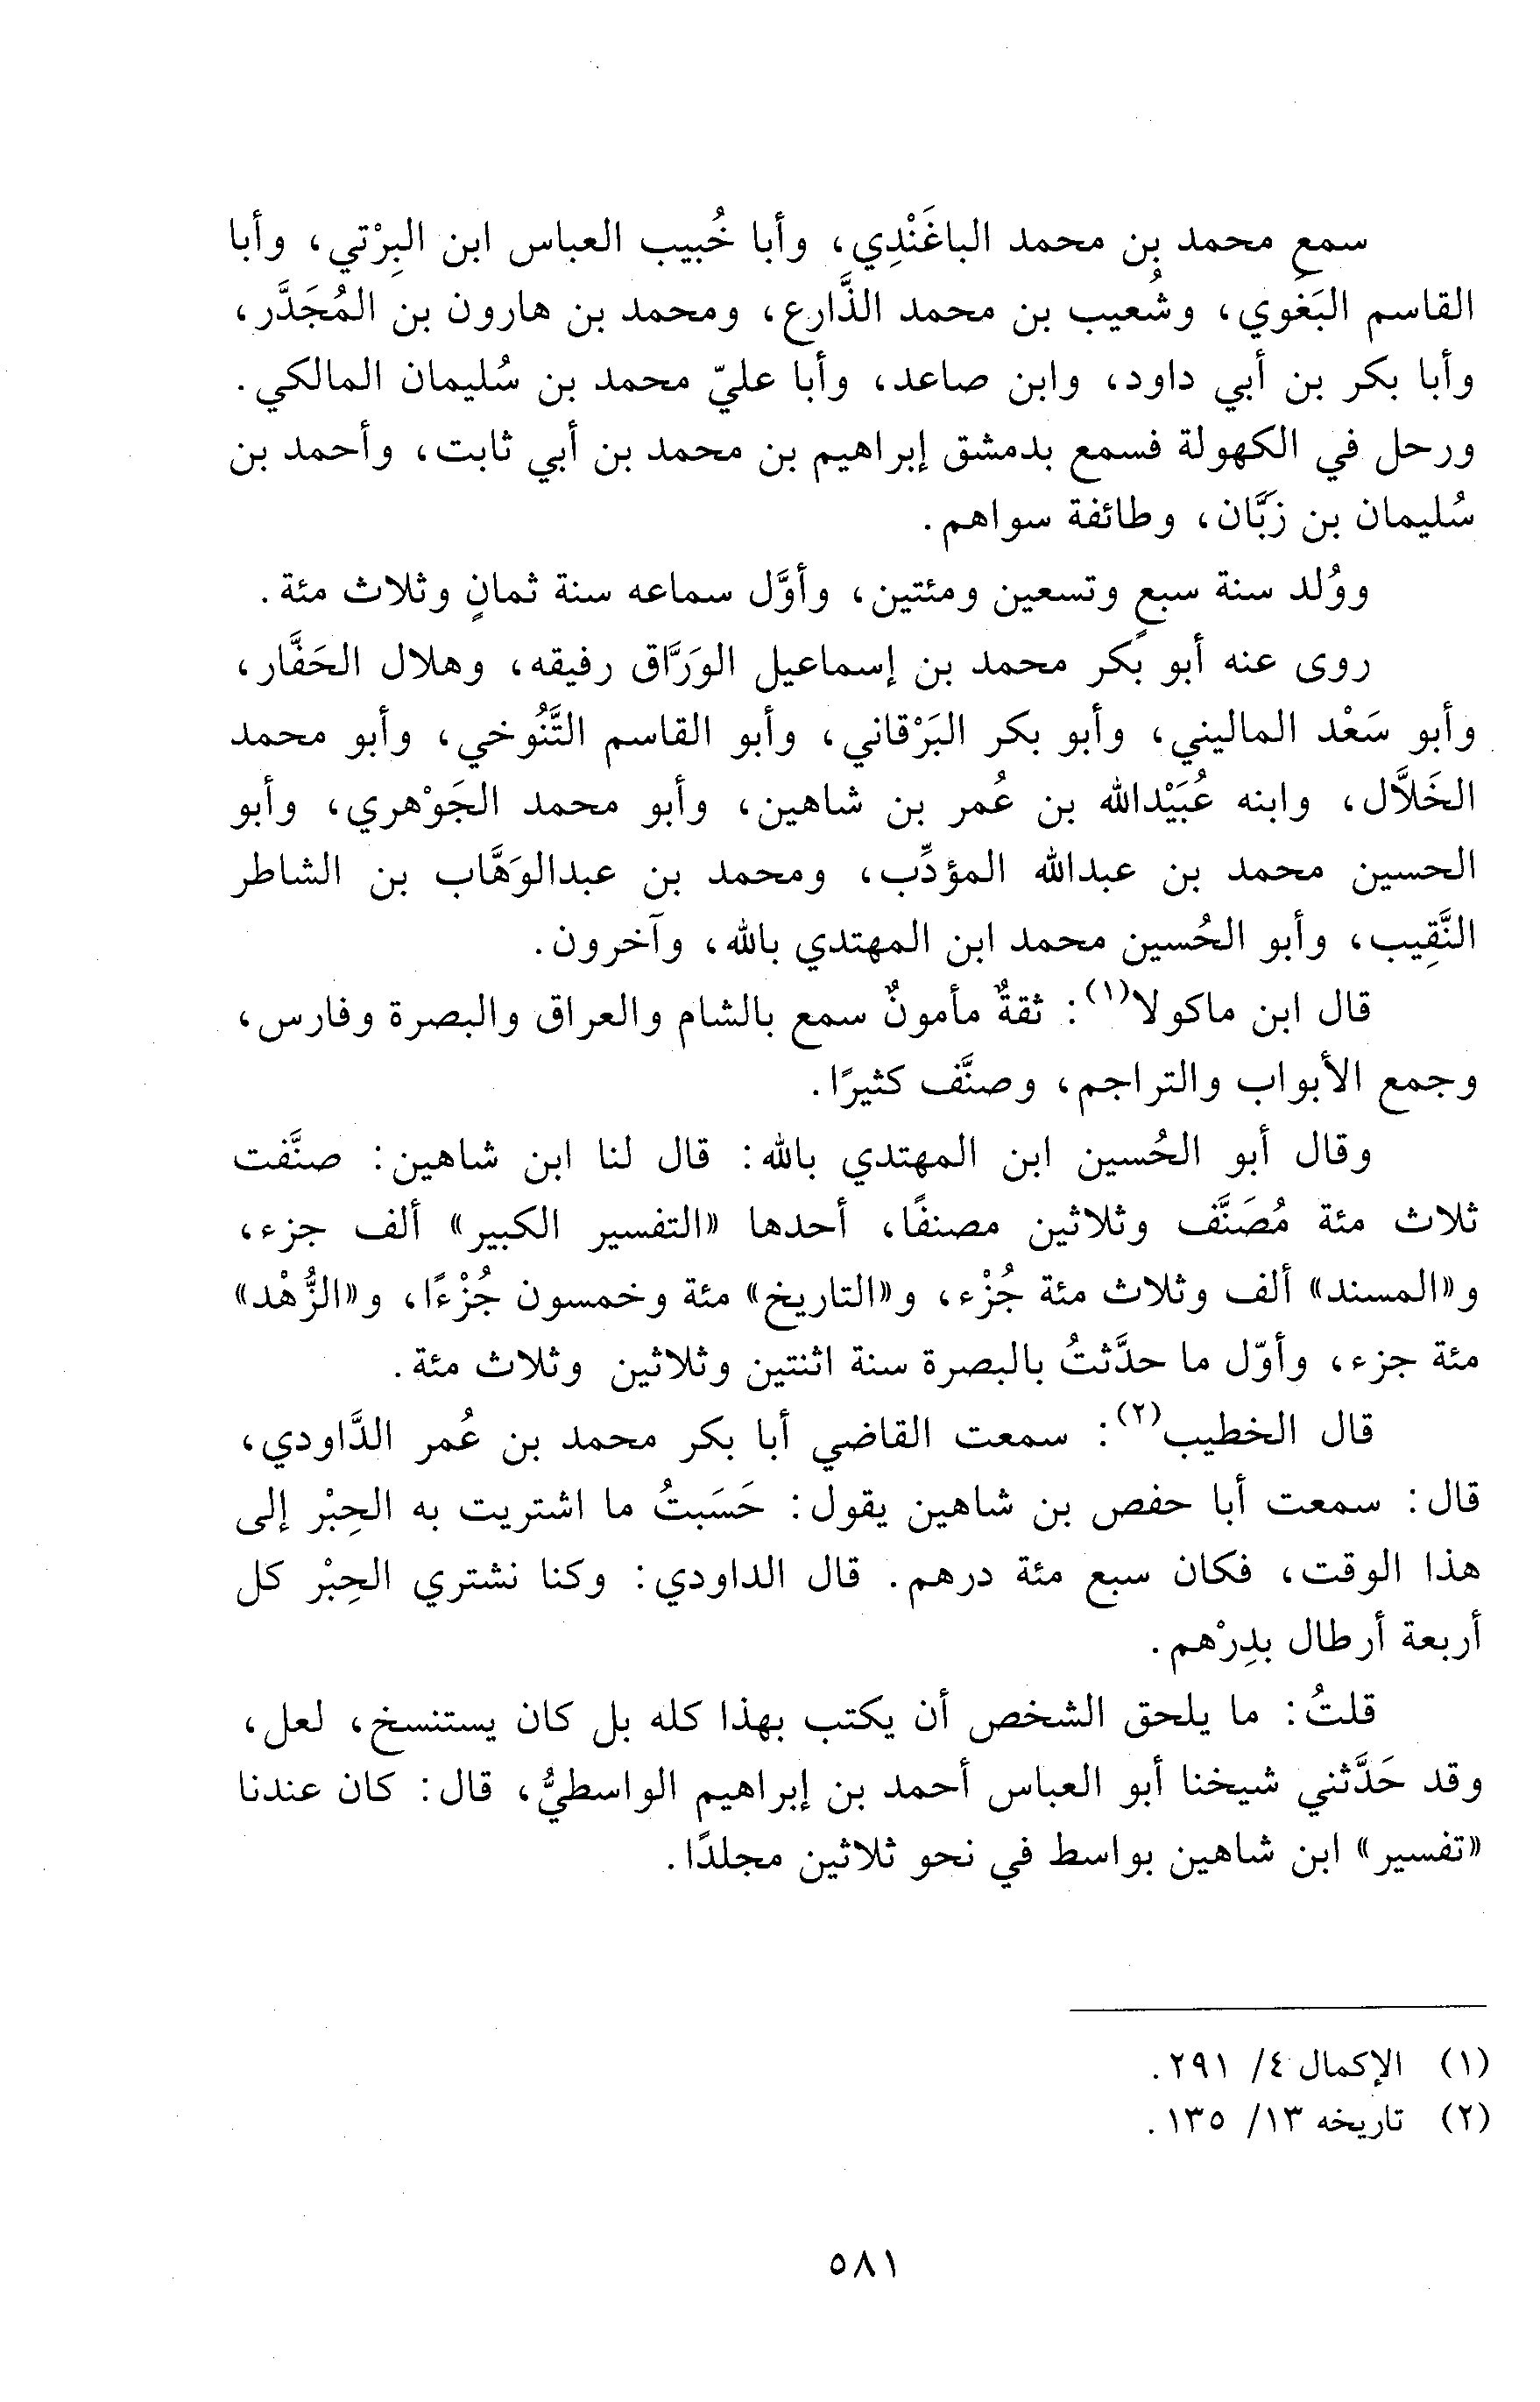 سمع محمد بن محمد الباغَنْدِي، وأبا خُبيب العباس ابن البِرْتي، وأبا
القاسم البَغَوي، وشُعيب بن محمد الذَّارع، ومحمد بن هارون بن المُجَدَّر،
وأبا بكر بن أبي داود، وابن صاعد، وأبا عليّ محمد بن سُليمان المالكي.
ورحل في الكهولة فسمع بدمشق إبراهيم بن محمد بن أبي ثابت، وأحمد بن
سُليمان بن زَبَّان، وطائفة سواهم.
ووُلد سنة سبعٍ وتسعين ومئتين، وأوَّل سماعه سنة ثمانٍ وثلاث مئة.
روى عنه أبو بكر محمد بن إسماعيل الوَرَّاق رفيقه، وهلال الحَفَّار،
وأبو سَعْد الماليني، وأبو بكر البَرْقاني، وأبو القاسم التَّنُوخي، وأبو محمد
الخَلاَّل، وابنه عُبَيْدالله بن عُمر بن شاهين، وأبو محمد الجَوْهري، وأبو
الحسين محمد بن عبدالله المؤدِّب، ومحمد بن عبدالوَهَّاب بن الشاطر
النَّقِيب، وأبو الحُسين محمد ابن المهتدي بالله، وآخرون.
قال ابن ماكولا(١): ثقةٌ مأمونٌ سمع بالشام والعراق والبصرة وفارس،
وجمع الأبواب والتراجم، وصنَّف كثيرًا.
وقال أبو الحُسين ابن المهتدي بالله: قال لنا ابن شاهين: صنَّفت
ثلاث مئة مُصَنَّف وثلاثين مصنفًا، أحدها «التفسير الكبير» ألف جزء،
و«المسند» ألف وثلاث مئة جُزْء، و«التاريخ» مئة وخمسون جُزْءًا، و«الزُّهْد»
مئة جزء، وأوّل ما حدَّثتُ بالبصرة سنة اثنتين وثلاثين وثلاث مئة.
قال الخطيب(٢): سمعت القاضي أبا بكر محمد بن عُمر الدَّاودي،
قال: سمعت أبا حفص بن شاهين يقول: حَسَبتُ ما اشتريت به الحِبْر إلى
هذا الوقت، فكان سبع مئة درهم. قال الداودي: وكنا نشتري الحِبْر كل
أربعة أرطال بدِرْهم.
قلتُ: ما يلحق الشخص أن يكتب بهذا كله بل كان يستنسخ، لعل،
وقد حَدَّثني شيخنا أبو العباس أحمد بن إبراهيم الواسطيُّ، قال: كان عندنا
«تفسير» ابن شاهين بواسط في نحو ثلاثين مجلدًا.
(١) الإكمال ٤/ ٢٩١.
(٢) تاريخه ١٣/ ١٣٥.
٥٨١